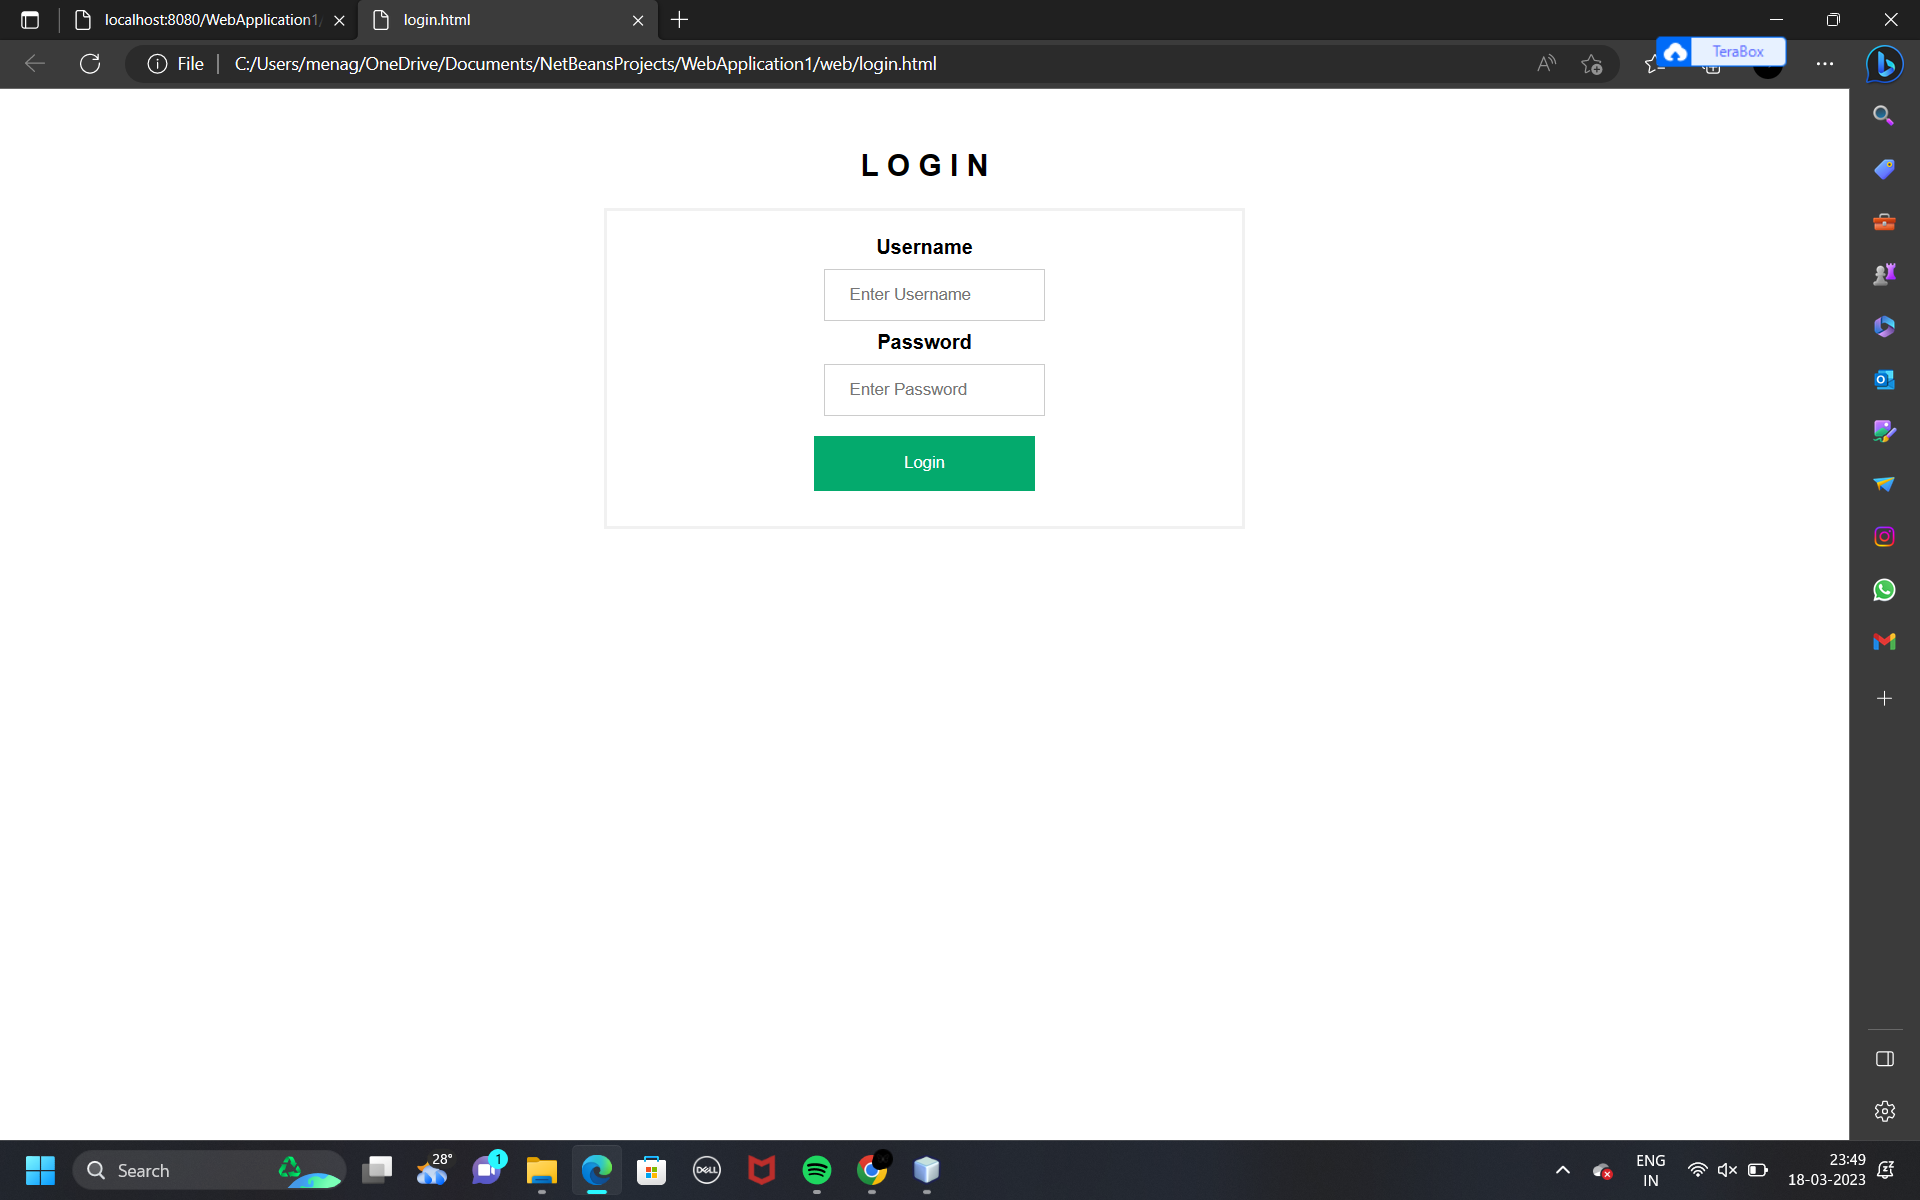 localhost:8080/WebApplication1/
login.html
File
C:/Users/menag/OneDrive/Documents/NetBeansProjects/WebApplication1/web/login.html
TeraBox
LOGIN
Username
Enter Username
Password
Enter Password
Login
Search
28°
1
DELL
ENG
IN
23:49
18-03-2023